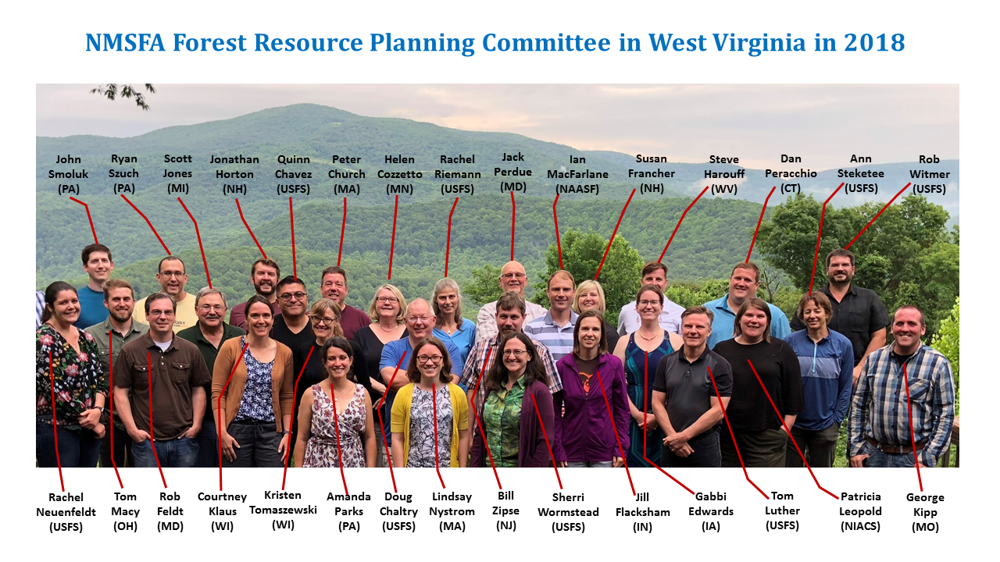 NMSFA Forest Resource Planning Committee in West Virginia in 2018
John
Smoluk
(PA)
Ryan
Szuch
(PA)
Scott
Jones
(MI)
Jonathan
Horton
(NH)
Quinn
Chavez
(USFS)
Peter
Church
(MA)
Helen
Cozzetto
(MN)
Rachel
Riemann
(USFS)
Jack
Perdue
(MD)
Ian
MacFarlane
(NAASF)
Susan
Francher
(NH)
Steve
Harouff
(WV)
Dan
Peracchio
(CT)
Ann
Steketee
(USFS)
Rob
Witmer
(USFS)
Rachel
Neuenfeldt
(USFS)
Tom
Macy
(OH)
Rob
Feldt
(MD)
Courtney
Klaus
(WI)
Kristen
Tomaszewski
(WI)
Amanda
Parks
(PA)
Doug
Chaltry
(USFS)
Lindsay
Nystrom
(MA)
Bill
Zipse
(NJ)
Sherri
Wormstead
(USFS)
Jill
Flacksham
(IN)
Gabbi
Edwards
(IA)
Tom
Luther
(USFS)
Patricia
Leopold
(NIACS)
George
Kipp
(MO)